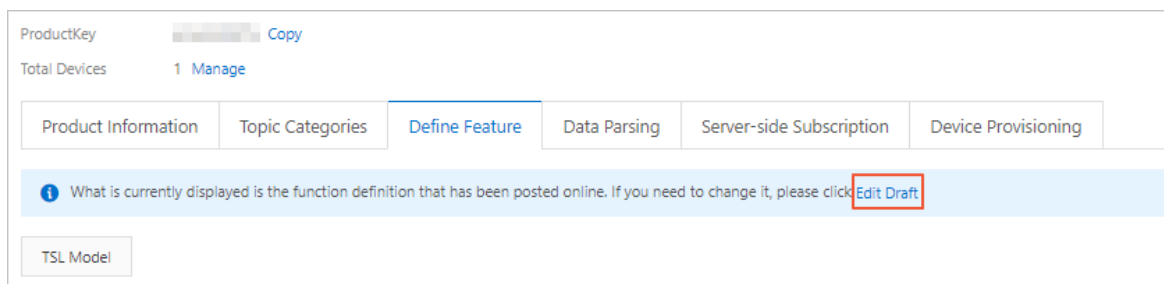 ProductKey Copy
Total Devices 1 Manage
Product Information Topic Categories Define Feature Data Parsing Server-side Subscription Device Provisioning
What is currently displayed is the function definition that has been posted online. If you need to change it, please click Edit Draft
TSL Model